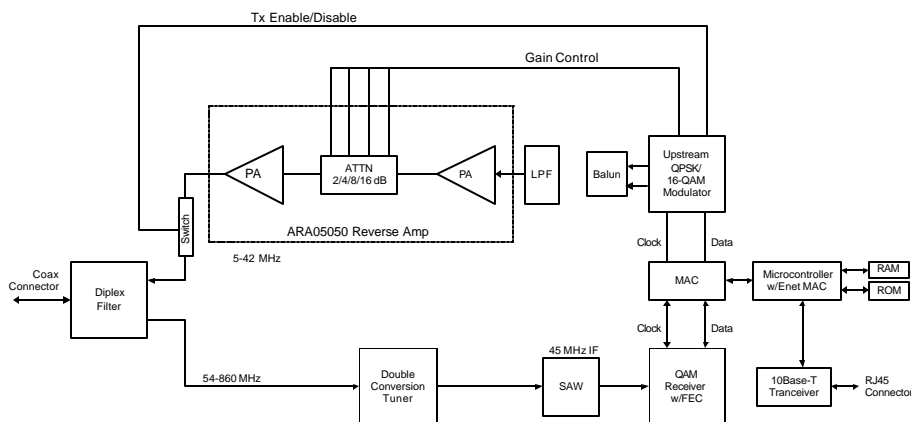 Tx Enable/Disable
Gain Control
PA
ATTN
2/4/8/16 dB
PA
LPF
Balun
Upstream
QPSK/
16-QAM
Modulator
Switch
ARA05050 Reverse Amp
5-42 MHz
Clock
Data
Coax
Connector
Diplex
Filter
MAC
Microcontroller
w/Enet MAC
RAM
ROM
Clock
Data
54-860 MHz
Double
Conversion
Tuner
45 MHz IF
SAW
QAM
Receiver
w/FEC
10Base-T
Tranceiver
RJ45
Connector